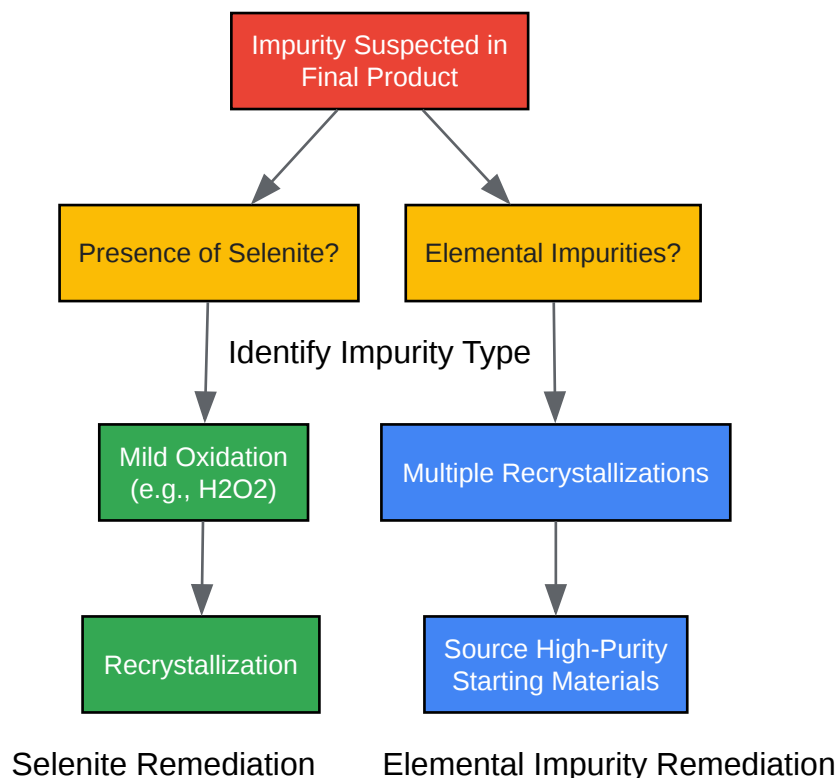 Impurity Suspected in
Final Product
Presence of Selenite?
Elemental Impurities?
Identify Impurity Type
Mild Oxidation
(e.g., H2O2)
Multiple Recrystallizations
Recrystallization
Source High-Purity
Starting Materials
Selenite Remediation
Elemental Impurity Remediation